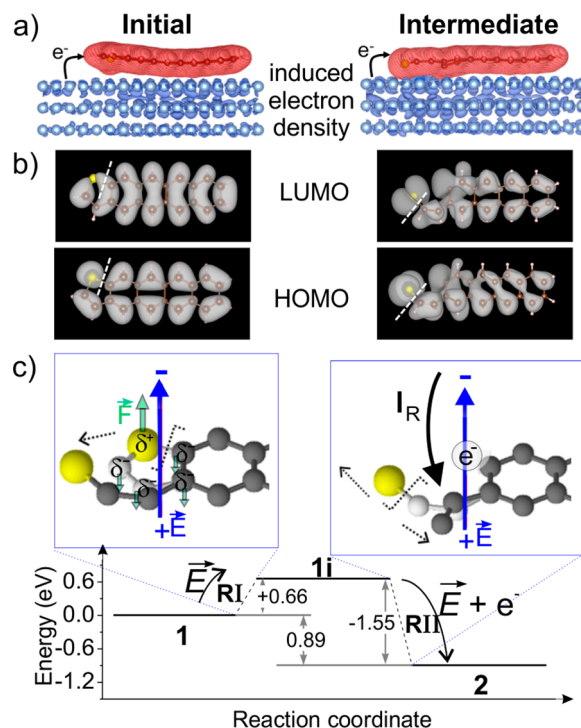 a) Initial Intermediate
e- e-
induced
electron
density
b)
LUMO
HOMO
c)
- -
F I_R
δ+
δ- δ- δ- δ- e-
δ-
+E +E
0.6 E RI 1i E + e-
+0.66
0.0 1 -1.55 RII
0.89
-0.6
-1.2 2
Energy (eV)
Reaction coordinate